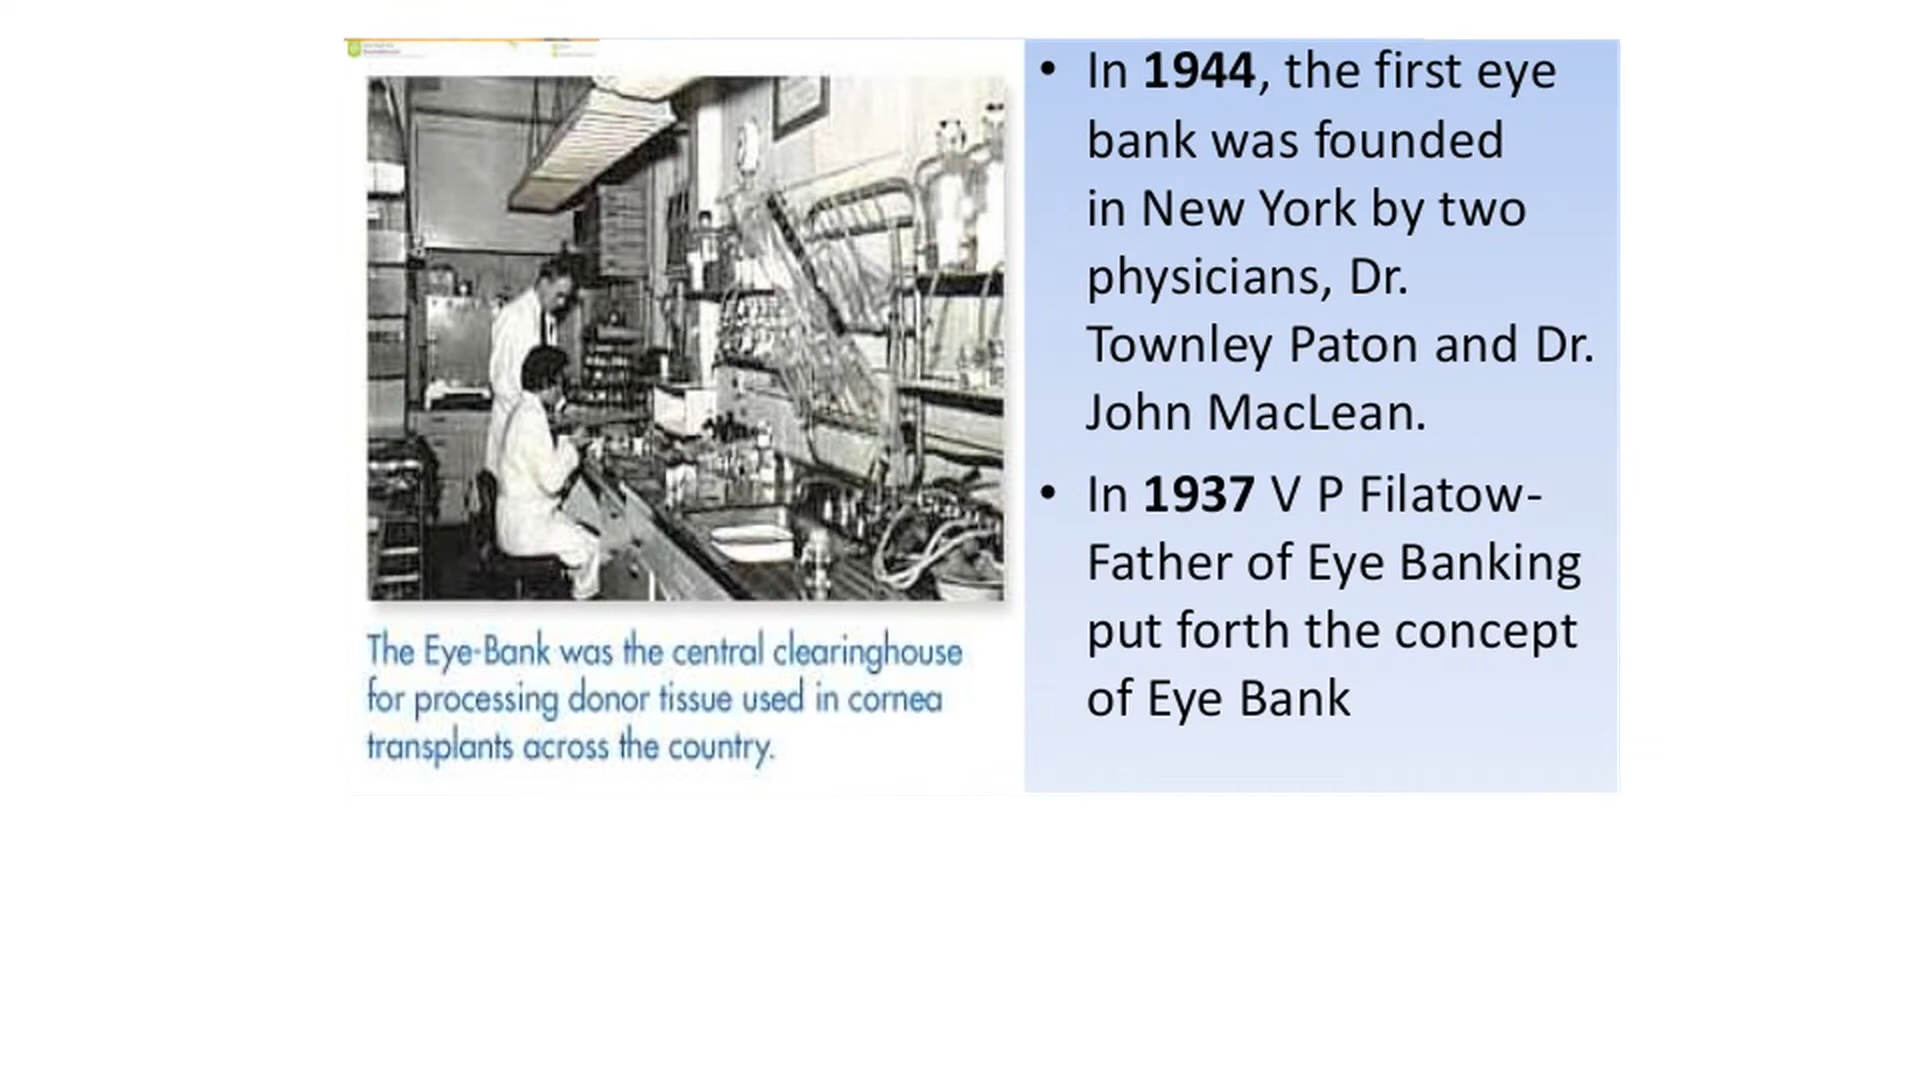 The Eye-Bank was the central clearinghouse
for processing donor tissue used in cornea
transplants across the country.
• In 1944, the first eye
bank was founded
in New York by two
physicians, Dr.
Townley Paton and Dr.
John MacLean.
• In 1937 V P Filatow-
Father of Eye Banking
put forth the concept
of Eye Bank